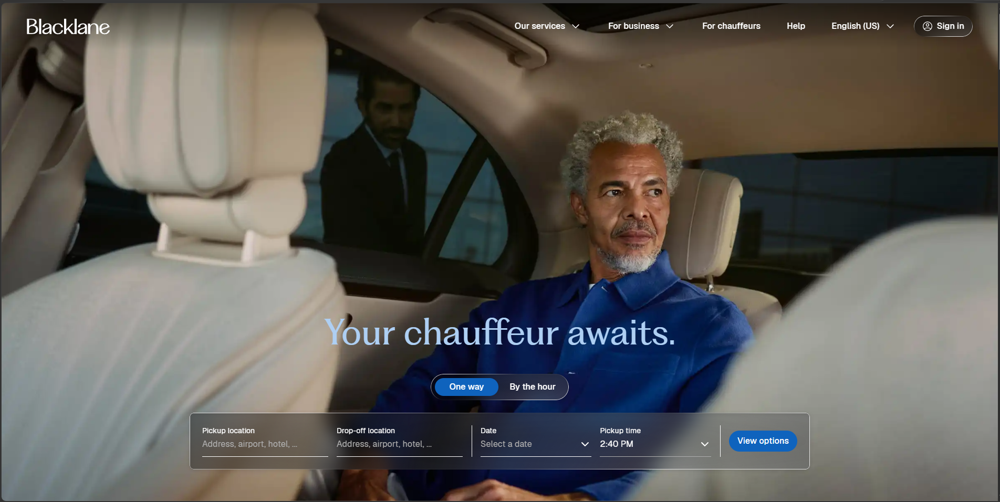 Blacklane
Our services
For business
For chauffeurs
Help
English (US)
Sign in
Your chauffeur awaits.
One way
By the hour
Pickup location
Address, airport, hotel, ...
Drop-off location
Address, airport, hotel, ...
Date
Select a date
Pickup time
2:40 PM
View options